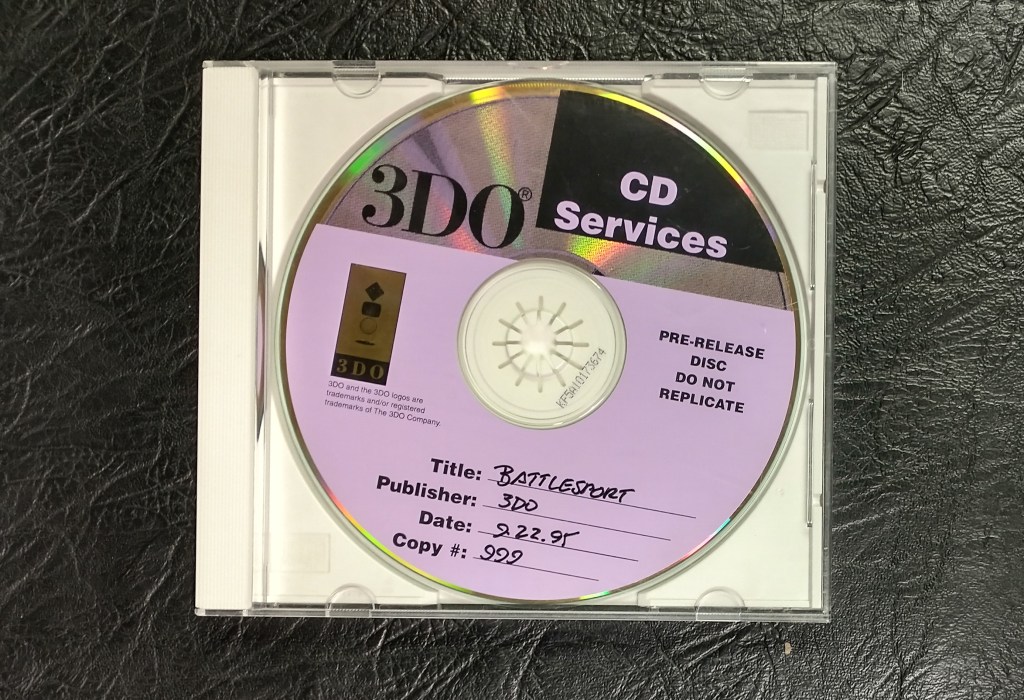 3DO®
CD
Services
3DO
3DO and the 3DO logos are
trademarks and/or registered
trademarks of The 3DO Company.
KF5A10175674
PRE-RELEASE
DISC
DO NOT
REPLICATE
Title: BATTLESPORT
Publisher: 3DO
Date: 9.22.95
Copy #: 999